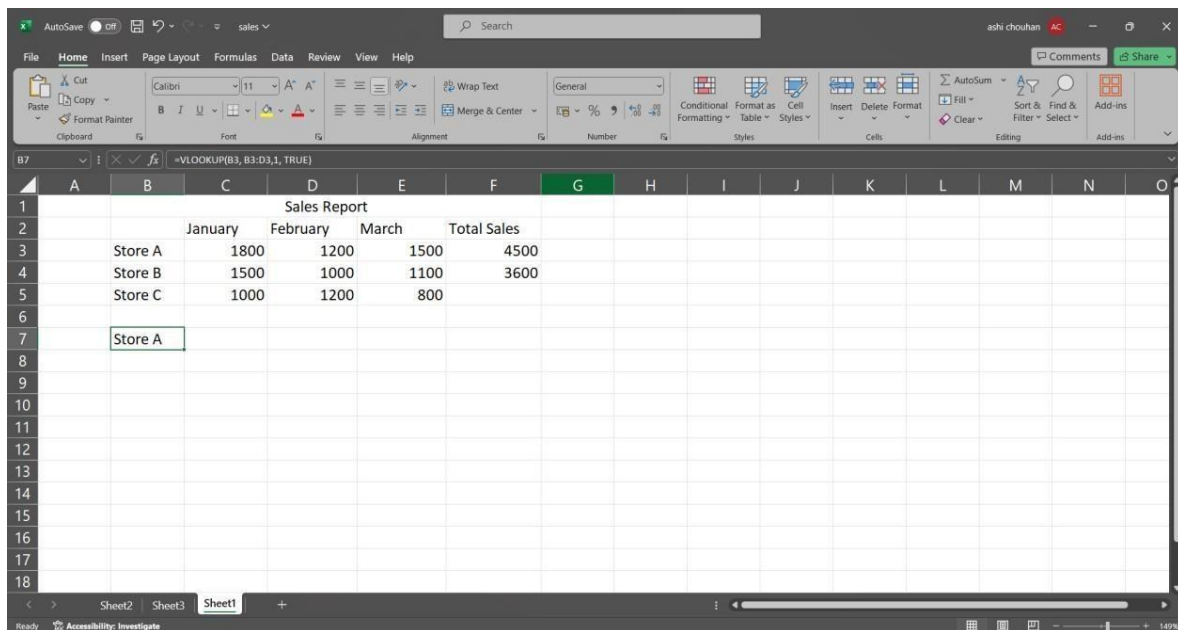 AutoSave Off sales Search ashi chouhan AC
File Home Insert Page Layout Formulas Data Review View Help Comments Share
Paste Cut Copy Format Painter Calibri 11 A^ A˅ B I U A Wrap Text Merge & Center General % 9 Conditional Formatting Format as Table Cell Styles Insert Delete Format AutoSum Fill Clear Sort & Filter Find & Select Add-ins
Clipboard Font Alignment Number Styles Cells Editing Add-ins
B7 fx =VLOOKUP(B3, B3:D3,1, TRUE)
A B C D E F G H I J K L M N O
1 Sales Report
2 January February March Total Sales
3 Store A 1800 1200 1500 4500
4 Store B 1500 1000 1100 3600
5 Store C 1000 1200 800
6
7 Store A
8
9
10
11
12
13
14
15
16
17
18
Sheet2 Sheet3 Sheet1 +
Ready Accessibility: Investigate 149%